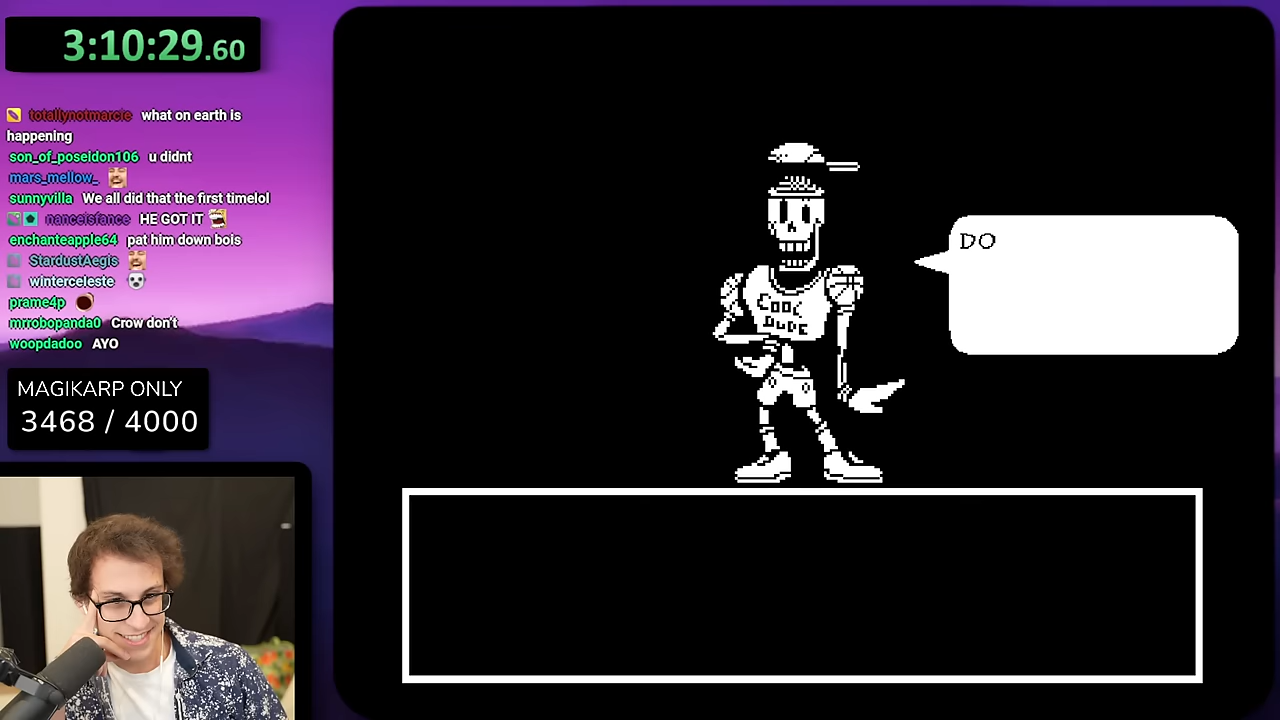 3:10:29.60
totallynotmarcie what on earth is
happening
son_of_poseidon106 u didnt
mars_mellow_
sunnyvilla We all did that the first timelol
nanceisfance HE GOT IT
enchanteapple64 pat him down bois
StardustAegis
winterceleste
prame4p
mrrobopanda0 Crow don't
woopdadoo AYO
MAGIKARP ONLY
3468 / 4000
COOL
DUDE
DO